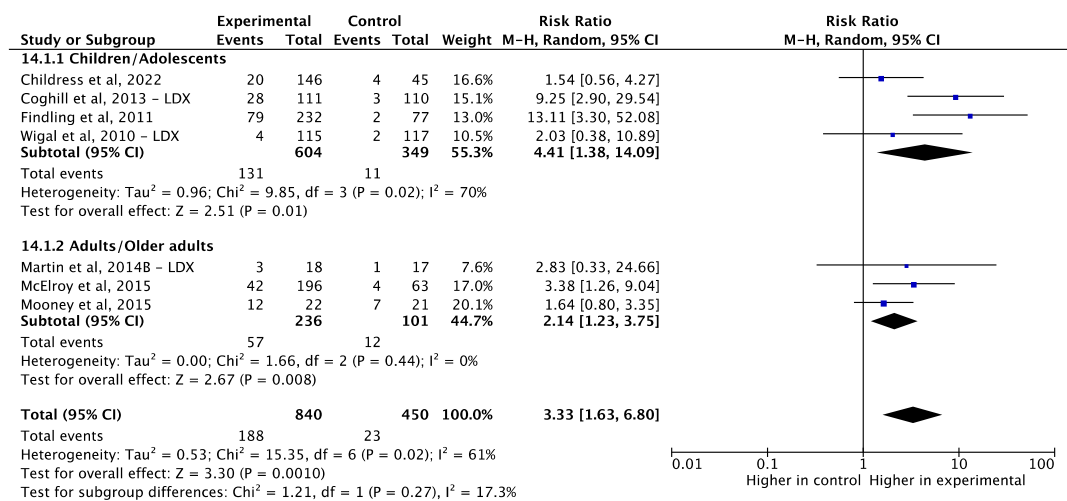 Experimental Control Risk Ratio Risk Ratio
Study or Subgroup Events Total Events Total Weight M-H, Random, 95% CI M-H, Random, 95% CI
14.1.1 Children/Adolescents
Childress et al, 2022 20 146 4 45 16.6% 1.54 [0.56, 4.27]
Coghill et al, 2013 – LDX 28 111 3 110 15.1% 9.25 [2.90, 29.54]
Findling et al, 2011 79 232 2 77 13.0% 13.11 [3.30, 52.08]
Wigal et al, 2010 – LDX 4 115 2 117 10.5% 2.03 [0.38, 10.89]
Subtotal (95% CI) 604 349 55.3% 4.41 [1.38, 14.09]
Total events 131 11
Heterogeneity: Tau² = 0.96; Chi² = 9.85, df = 3 (P = 0.02); I² = 70%
Test for overall effect: Z = 2.51 (P = 0.01)
14.1.2 Adults/Older adults
Martin et al, 2014B – LDX 3 18 1 17 7.6% 2.83 [0.33, 24.66]
McElroy et al, 2015 42 196 4 63 17.0% 3.38 [1.26, 9.04]
Mooney et al, 2015 12 22 7 21 20.1% 1.64 [0.80, 3.35]
Subtotal (95% CI) 236 101 44.7% 2.14 [1.23, 3.75]
Total events 57 12
Heterogeneity: Tau² = 0.00; Chi² = 1.66, df = 2 (P = 0.44); I² = 0%
Test for overall effect: Z = 2.67 (P = 0.008)
Total (95% CI) 840 450 100.0% 3.33 [1.63, 6.80]
Total events 188 23
Heterogeneity: Tau² = 0.53; Chi² = 15.35, df = 6 (P = 0.02); I² = 61%
Test for overall effect: Z = 3.30 (P = 0.0010)
Test for subgroup differences: Chi² = 1.21, df = 1 (P = 0.27), I² = 17.3%
0.01 0.1 1 10 100
Higher in control Higher in experimental